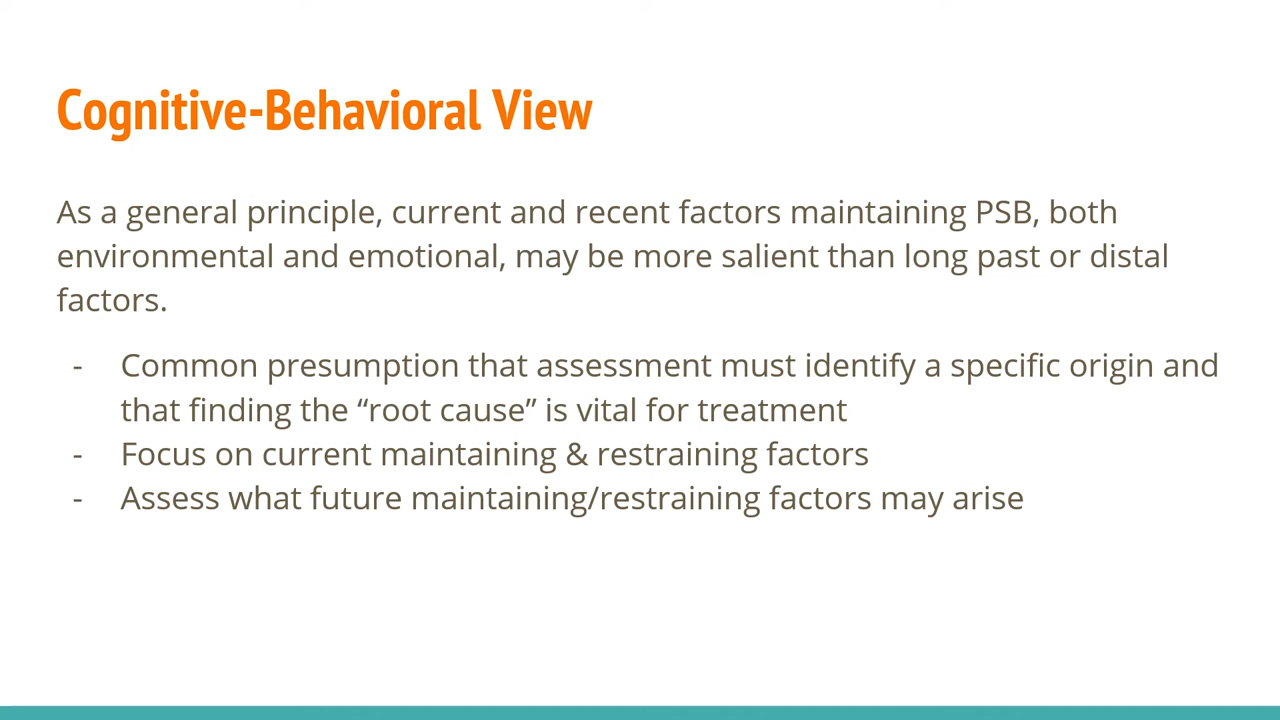 Cognitive-Behavioral View
As a general principle, current and recent factors maintaining PSB, both
environmental and emotional, may be more salient than long past or distal
factors.
- Common presumption that assessment must identify a specific origin and
that finding the “root cause” is vital for treatment
- Focus on current maintaining & restraining factors
- Assess what future maintaining/restraining factors may arise